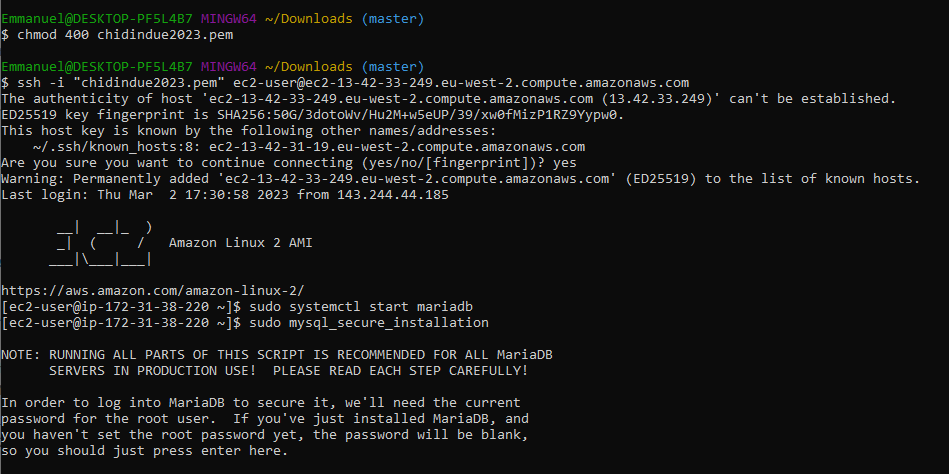 Emmanuel@DESKTOP-PF5L4B7 MINGW64 ~/Downloads (master)
$ chmod 400 chidindue2023.pem

Emmanuel@DESKTOP-PF5L4B7 MINGW64 ~/Downloads (master)
$ ssh -i "chidindue2023.pem" ec2-user@ec2-13-42-33-249.eu-west-2.compute.amazonaws.com
The authenticity of host 'ec2-13-42-33-249.eu-west-2.compute.amazonaws.com (13.42.33.249)' can't be established.
ED25519 key fingerprint is SHA256:50G/3dotoWv/Hu2M+w5eUP/39/xw0fMizP1RZ9Yypw0.
This host key is known by the following other names/addresses:
    ~/.ssh/known_hosts:8: ec2-13-42-31-19.eu-west-2.compute.amazonaws.com
Are you sure you want to continue connecting (yes/no/[fingerprint])? yes
Warning: Permanently added 'ec2-13-42-33-249.eu-west-2.compute.amazonaws.com' (ED25519) to the list of known hosts.
Last login: Thu Mar  2 17:30:58 2023 from 143.244.44.185

       __|  __|_  )
       _|  (     /   Amazon Linux 2 AMI
      ___|\___|___|

https://aws.amazon.com/amazon-linux-2/
[ec2-user@ip-172-31-38-220 ~]$ sudo systemctl start mariadb
[ec2-user@ip-172-31-38-220 ~]$ sudo mysql_secure_installation

NOTE: RUNNING ALL PARTS OF THIS SCRIPT IS RECOMMENDED FOR ALL MariaDB
      SERVERS IN PRODUCTION USE!  PLEASE READ EACH STEP CAREFULLY!

In order to log into MariaDB to secure it, we'll need the current
password for the root user.  If you've just installed MariaDB, and
you haven't set the root password yet, the password will be blank,
so you should just press enter here.